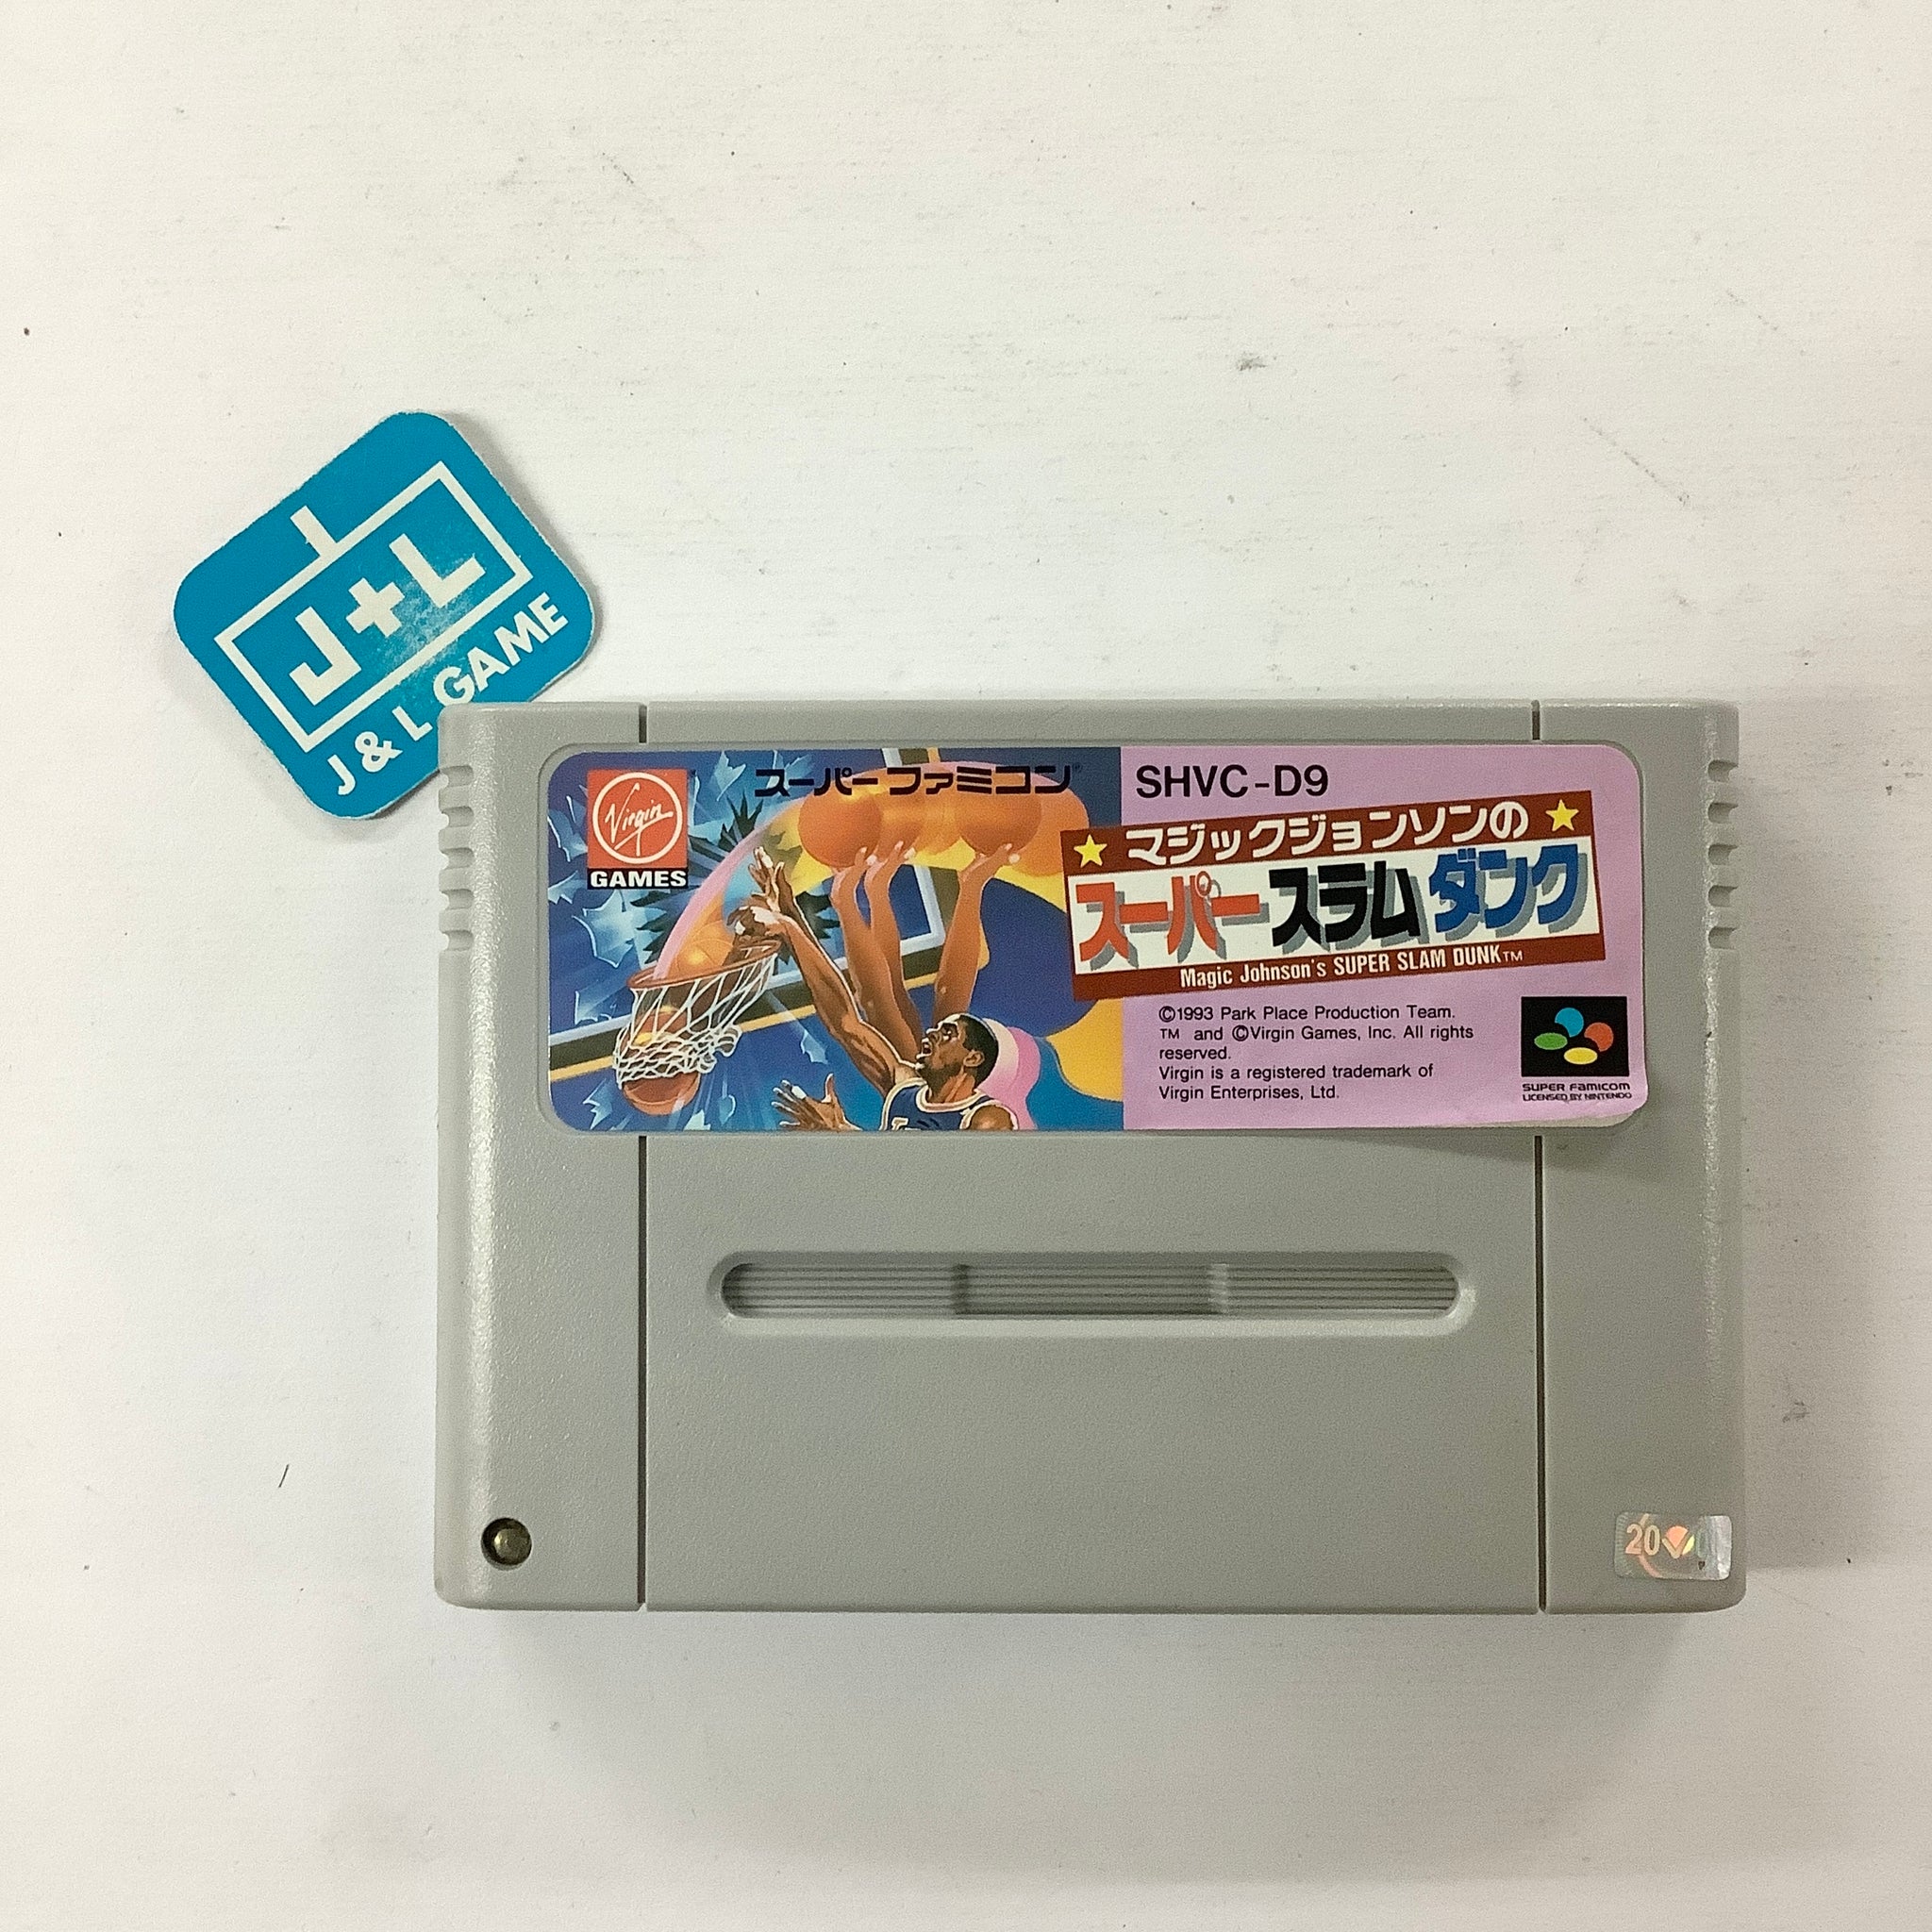 J+L
J & L GAME
Virgin
GAMES
スーパーファミコン®
SHVC-D9
マジックジョンソンの
スーパースラムダンク
Magic Johnson's SUPER SLAM DUNK™
©1993 Park Place Production Team.
™ and ©Virgin Games, Inc. All rights
reserved.
Virgin is a registered trademark of
Virgin Enterprises, Ltd.
SUPER FAMICOM
LICENSED BY NINTENDO
20